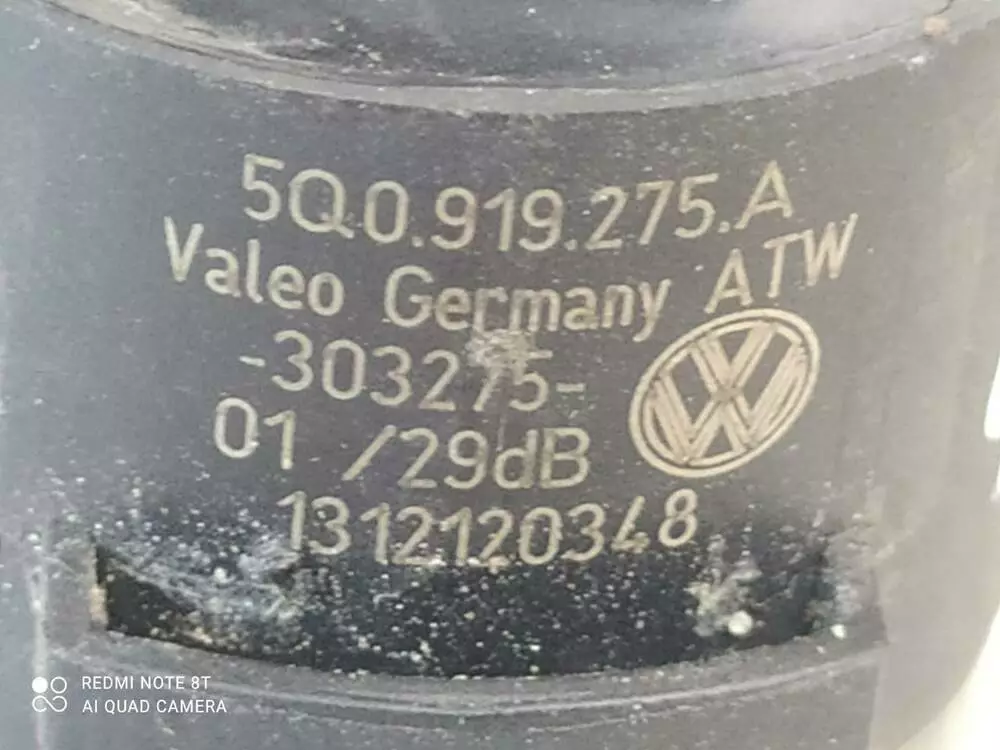 5Q0.919.275.A
Valeo Germany ATW
-303275-
01 /29dB
1312120348
REDMI NOTE 8T
AI QUAD CAMERA